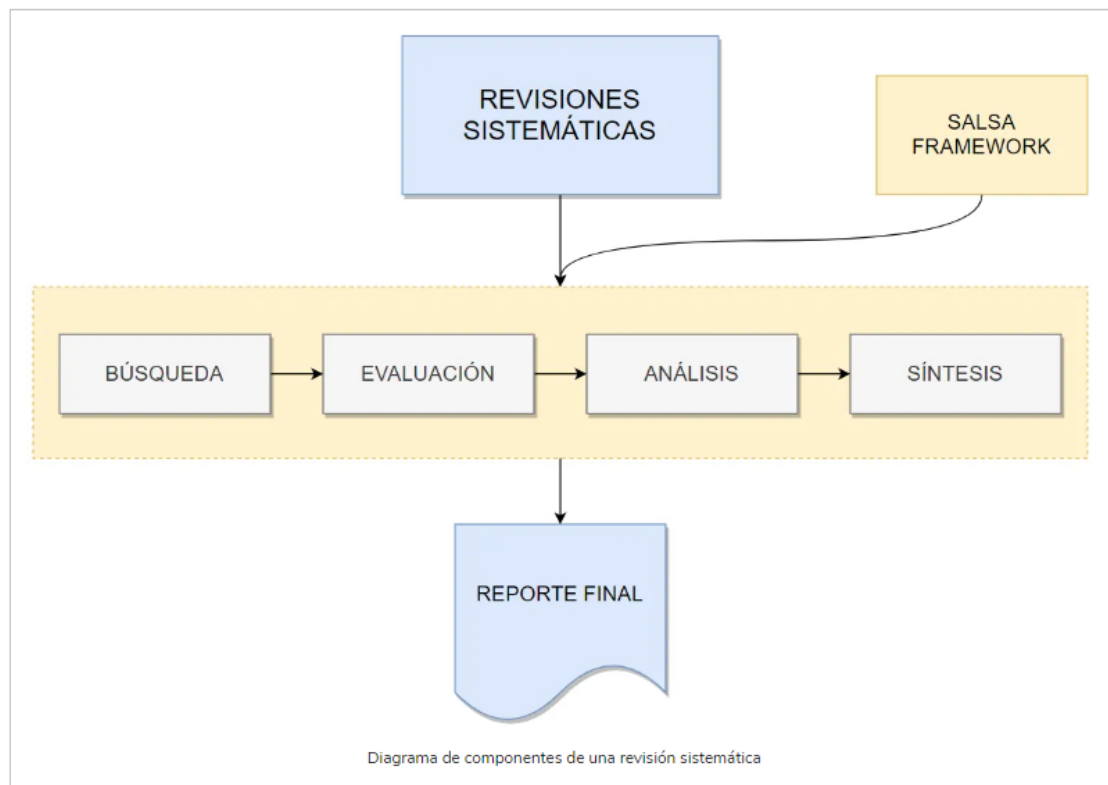 REVISIONES
SISTEMÁTICAS
SALSA
FRAMEWORK
BÚSQUEDA
EVALUACIÓN
ANÁLISIS
SÍNTESIS
REPORTE FINAL
Diagrama de componentes de una revisión sistemática